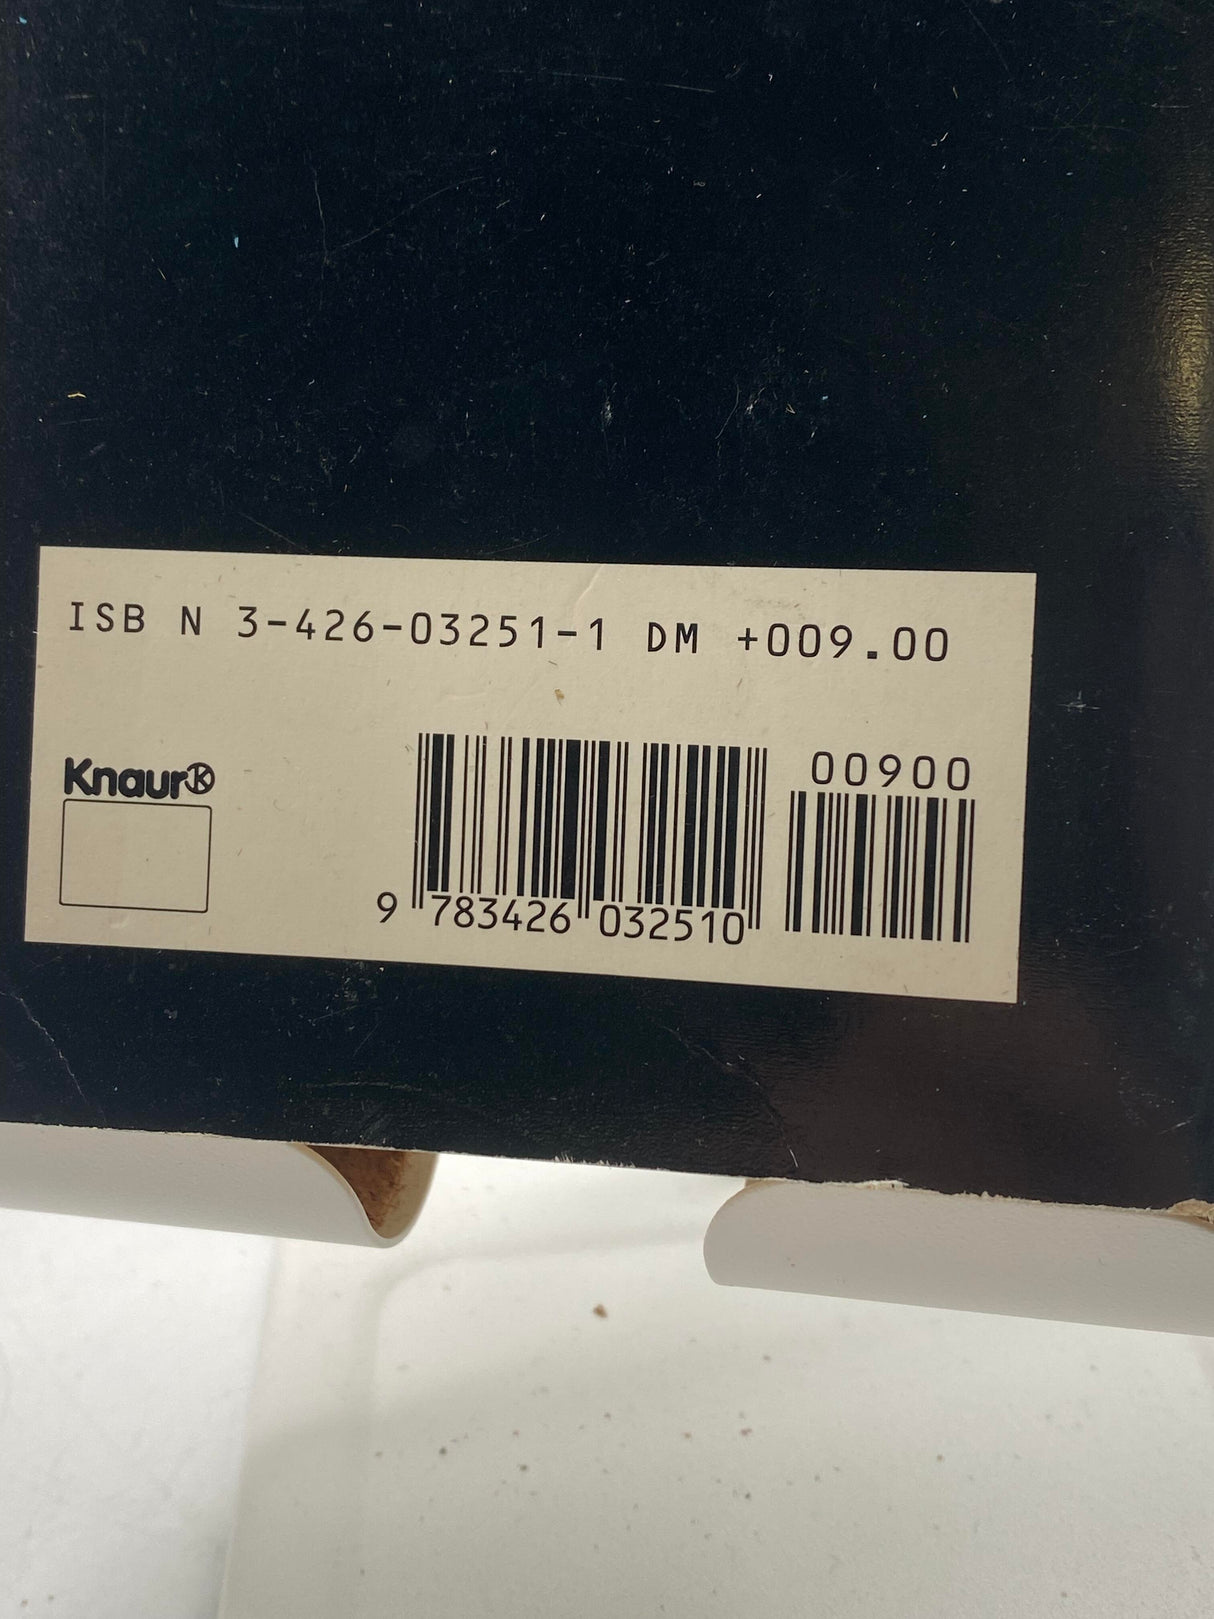 ISB N 3-426-03251-1 DM +009.00
Knaur K
00900
9 783426 032510